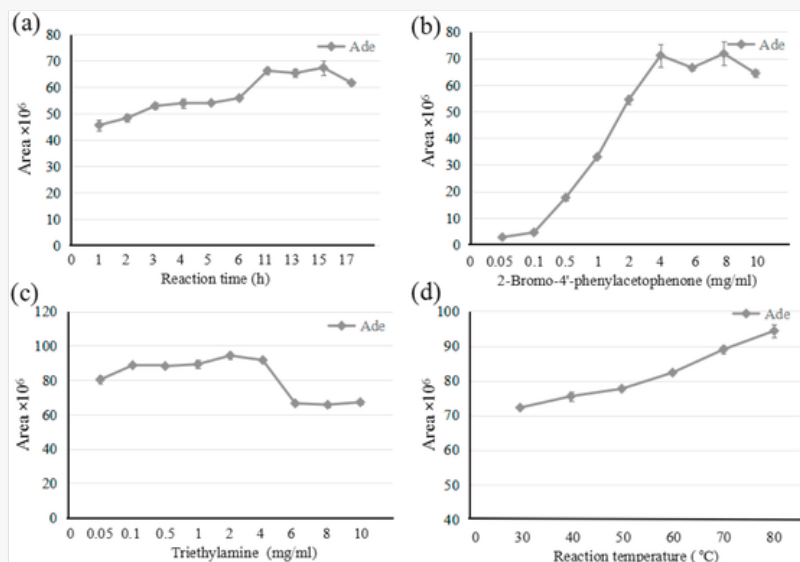 (a)
Ade
80
70
60
50
40
30
20
10
0
Area ×10⁶
0 1 2 3 4 5 6 11 13 15 17
Reaction time (h)
(b)
Ade
80
70
60
50
40
30
20
10
0
Area ×10⁶
0 0.05 0.1 0.5 1 2 4 6 8 10
2-Bromo-4'-phenylacetophenone (mg/ml)
(c)
Ade
120
100
80
60
40
20
0
Area ×10⁶
0 0.05 0.1 0.5 1 2 4 6 8 10
Triethylamine (mg/ml)
(d)
Ade
100
90
80
70
60
50
40
Area ×10⁶
0 30 40 50 60 70 80
Reaction temperature (°C)